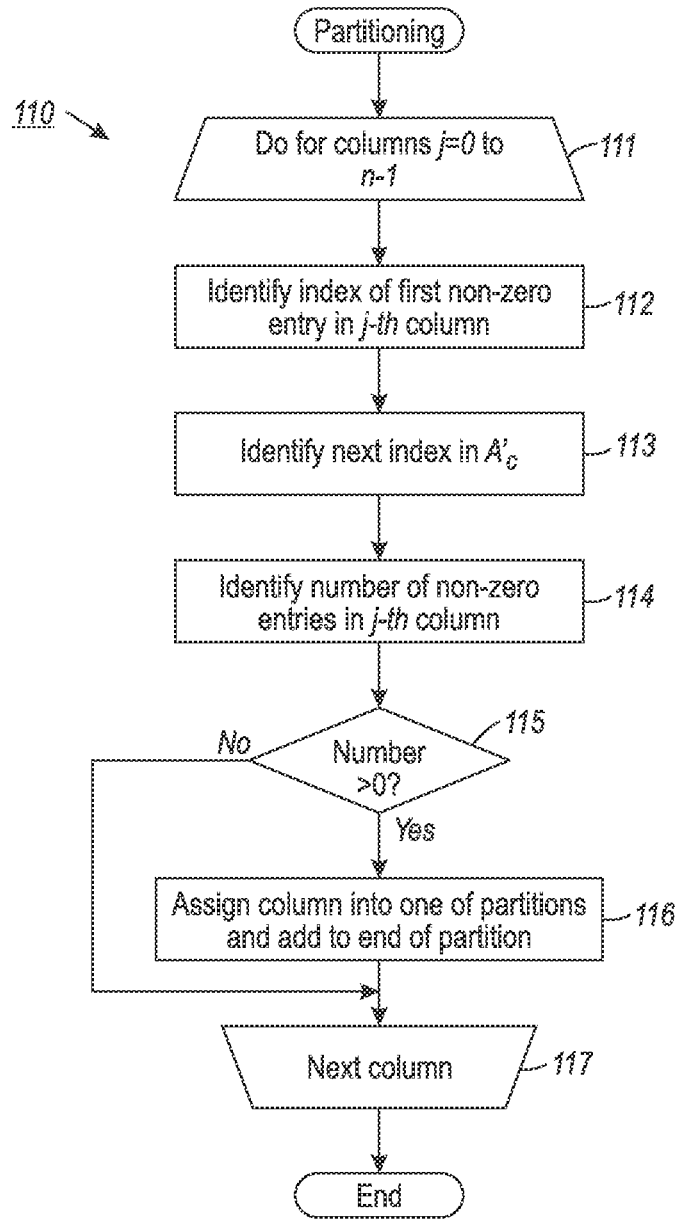 Partitioning
110
Do for columns j=0 to
n-1
111
Identify index of first non-zero
entry in j-th column
112
Identify next index in A'c
113
Identify number of non-zero
entries in j-th column
114
115
No
Number
>0?
Yes
Assign column into one of partitions
and add to end of partition
116
Next column
117
End